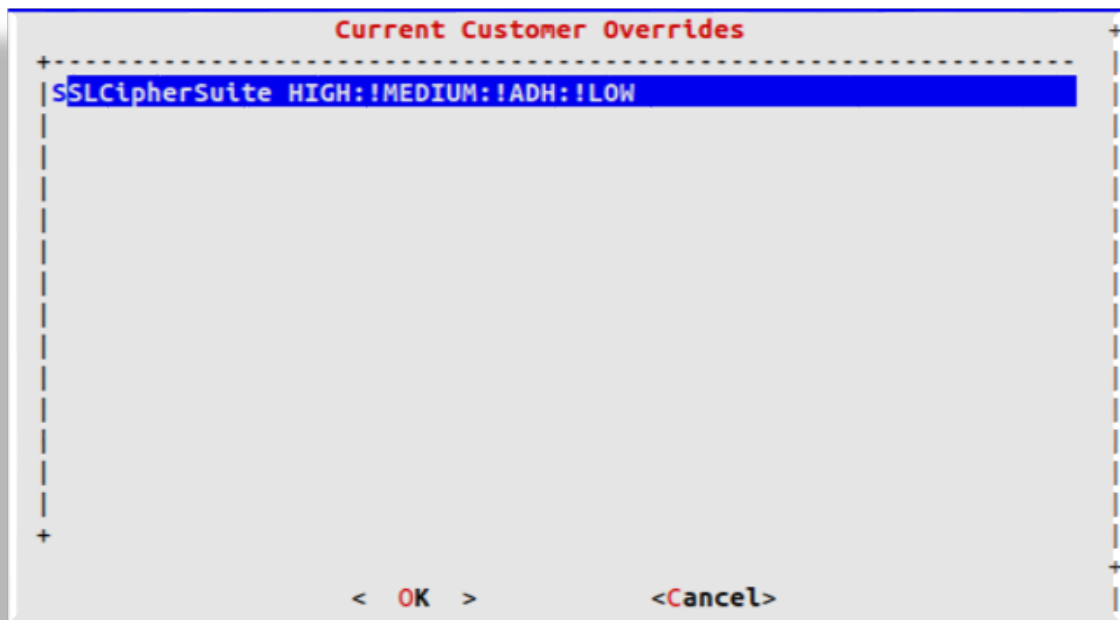 Current Customer Overrides
SSLCipherSuite HIGH:!MEDIUM:!ADH:!LOW
< OK > <Cancel>